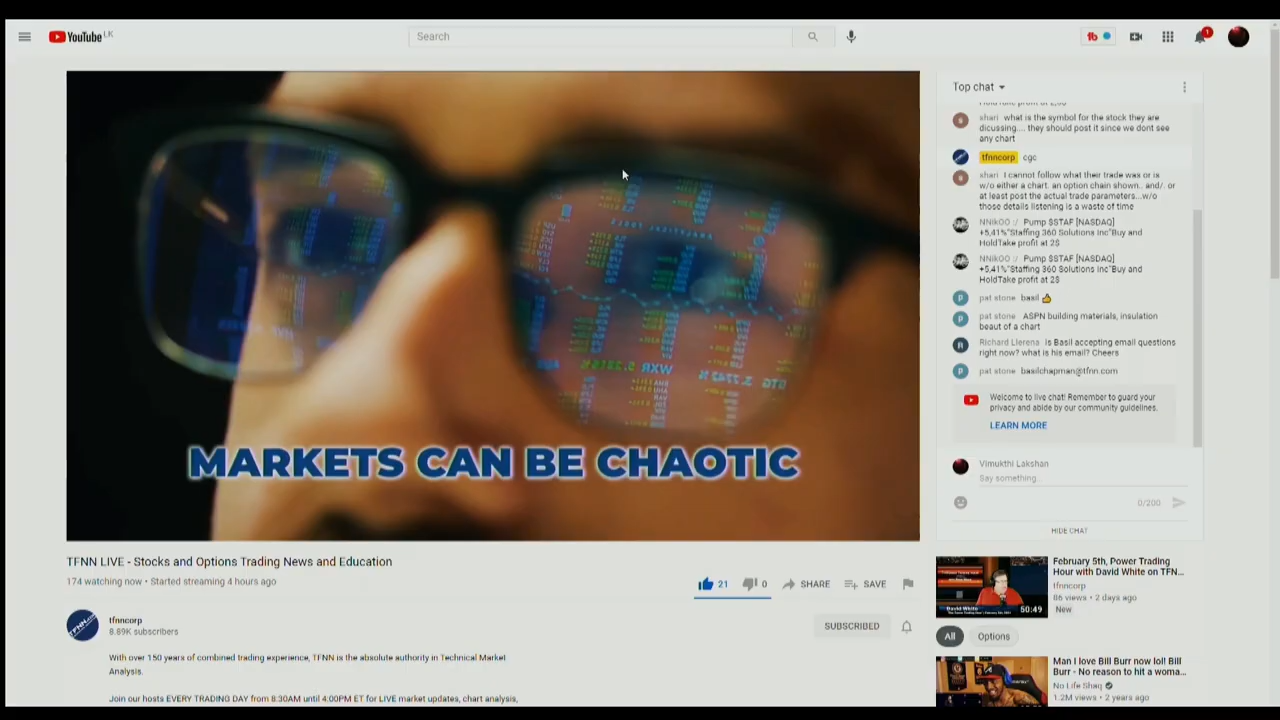 YouTube LK
Search
1
Top chat
shari what is the symbol for the stock they are
dicussing.... they should post it since we dont see
any chart
tfnncorp cgc
shari I cannot follow what their trade was or is
w/o either a chart. an option chain shown.. and/. or
at least post the actual trade parameters...w/o
those details listening is a waste of time
NNikOO :/ Pump $STAF [NASDAQ]
+5,41%"Staffing 360 Solutions Inc"Buy and
HoldTake profit at 2$
NNikOO :/ Pump $STAF [NASDAQ]
+5,41%"Staffing 360 Solutions Inc"Buy and
HoldTake profit at 2$
pat stone basil 👍
pat stone ASPN building materials, insulation
beaut of a chart
Richard Llerena is Basil accepting email questions
right now? what is his email? Cheers
pat stone basilchapman@tfnn.com
Welcome to live chat! Remember to guard your
privacy and abide by our community guidelines.
LEARN MORE
Vimukthi Lakshan
Say something...
0/200
HIDE CHAT
MARKETS CAN BE CHAOTIC
TFNN LIVE - Stocks and Options Trading News and Education
174 watching now • Started streaming 4 hours ago
21 0 SHARE SAVE
tfnncorp
8.89K subscribers
SUBSCRIBED
With over 150 years of combined trading experience, TFNN is the absolute authority in Technical Market
Analysis.
Join our hosts EVERY TRADING DAY from 8:30AM until 4:00PM ET for LIVE market updates, chart analysis,
February 5th, Power Trading
Hour with David White on TFN...
tfnncorp
86 views • 2 days ago
New
David White
50:49
All Options
Man I love Bill Burr now lol! Bill
Burr - No reason to hit a woma...
No Life Shaq
1.2M views • 2 years ago